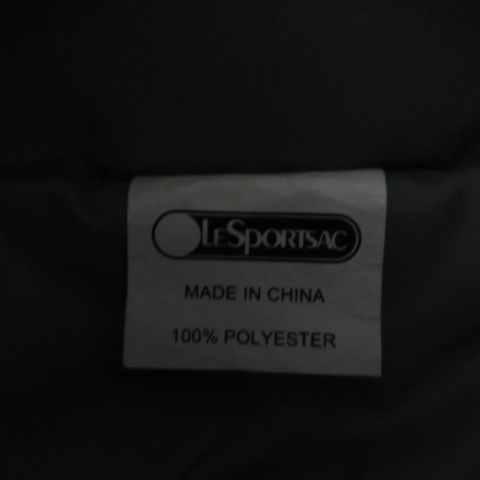 LeSportsac
MADE IN CHINA
100% POLYESTER